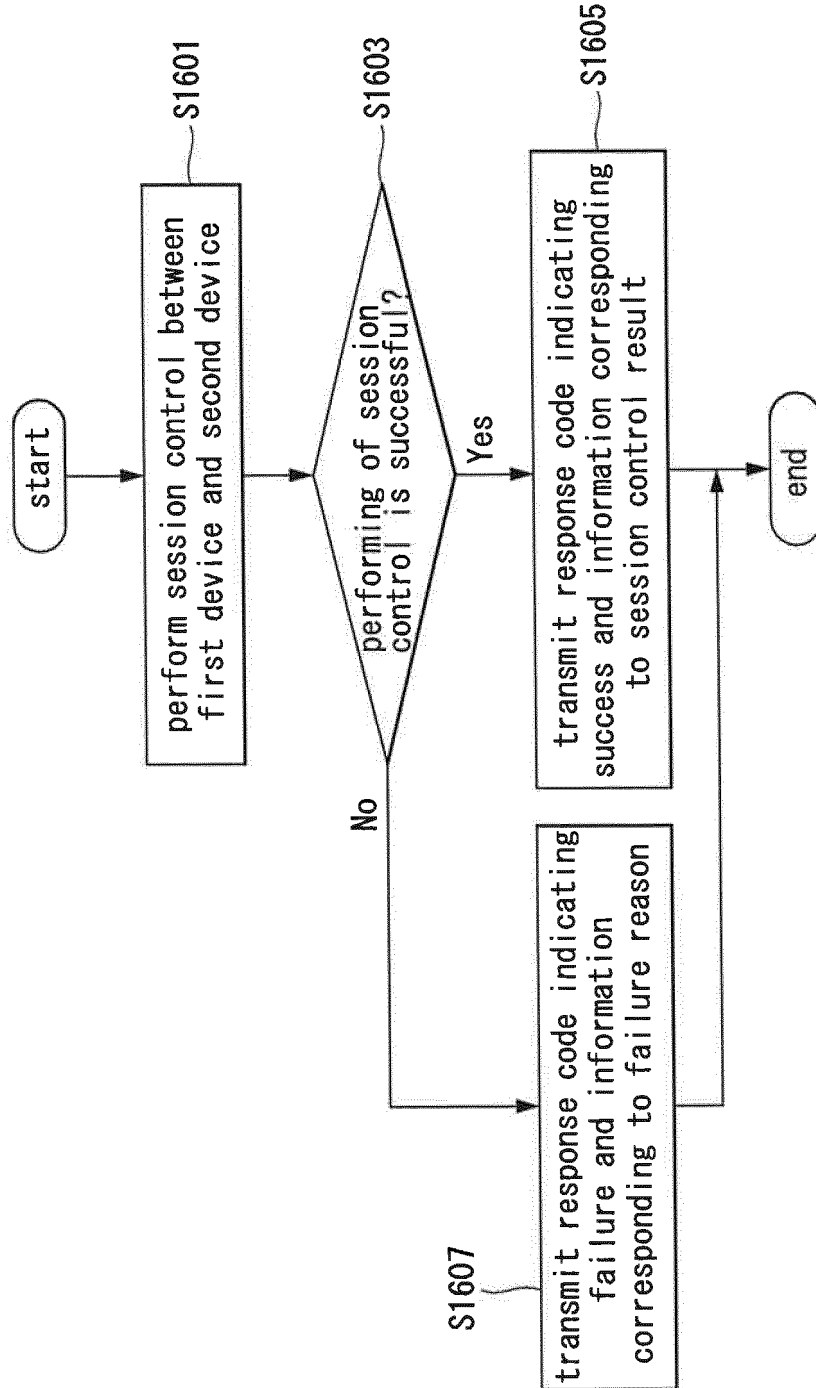 start
perform session control between
first device and second device
S1601
performing of session
control is successful?
S1603
No
Yes
transmit response code indicating
failure and information
corresponding to failure reason
S1607
transmit response code indicating
success and information corresponding
to session control result
S1605
end